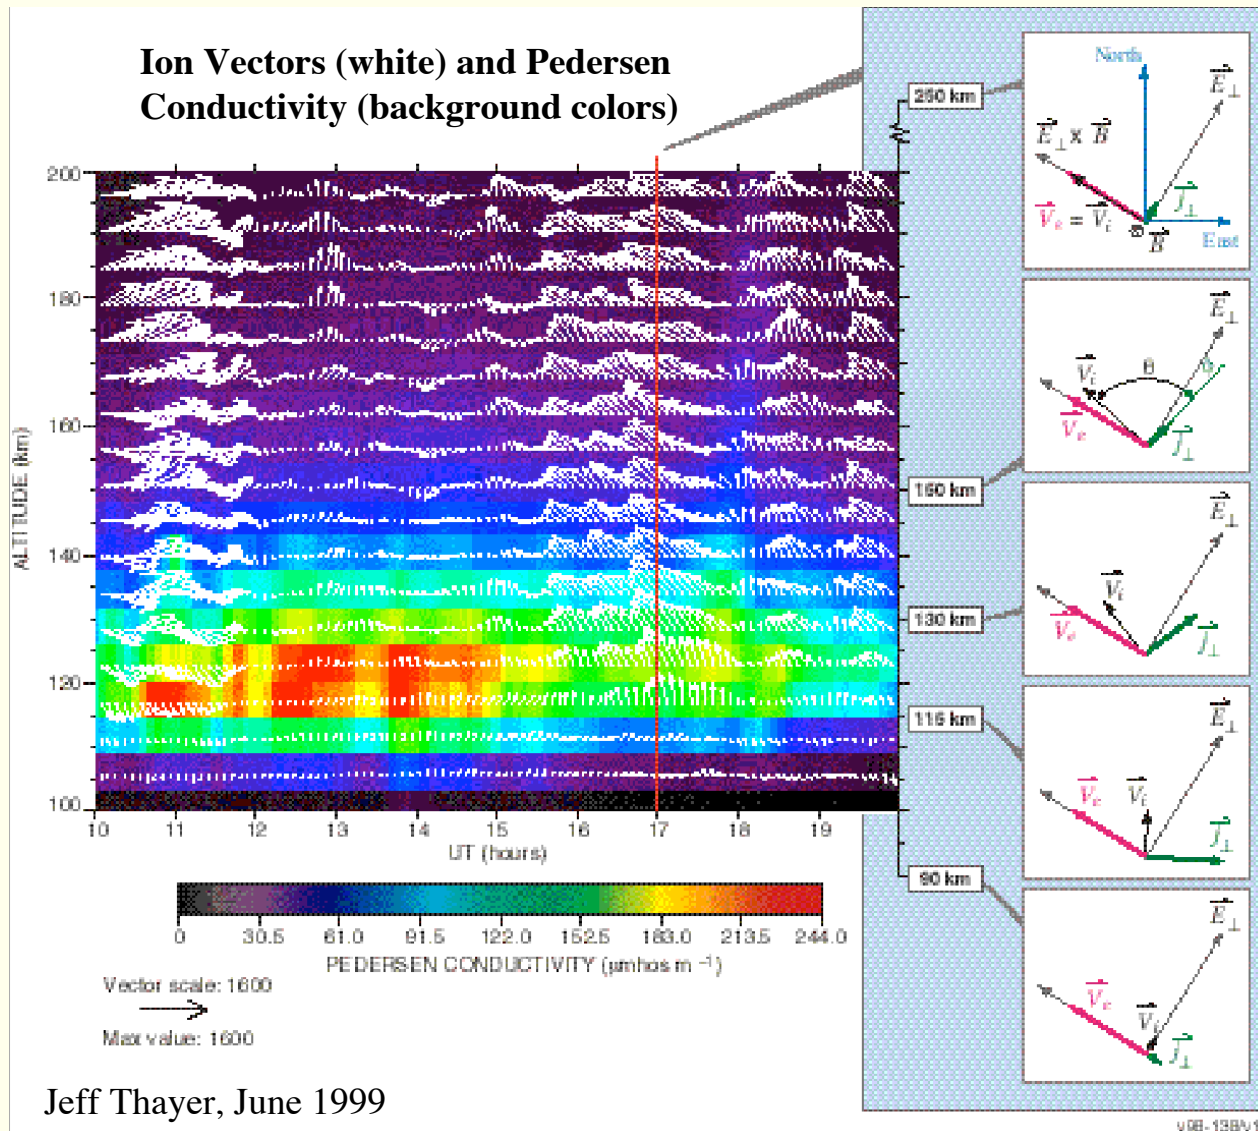 Ion Vectors (white) and Pedersen
Conductivity (background colors)
ALTITUDE (km)
200
180
160
140
120
100
10 11 12 13 14 15 16 17 18 19
UT (hours)
0 30.5 61.0 91.5 122.0 152.5 183.0 213.5 244.0
PEDERSEN CONDUCTIVITY (µmhos m⁻¹)
Vector scale: 1600
Max value: 1600
Jeff Thayer, June 1999
250 km
North
E⊥
E⊥ x B
J⊥
V_e = V_i
B
East
160 km
E⊥
V_i
θ
V_e
J⊥
130 km
E⊥
V_i
V_e
J⊥
115 km
E⊥
V_e
V_i
J⊥
90 km
E⊥
V_e
V_i
J⊥